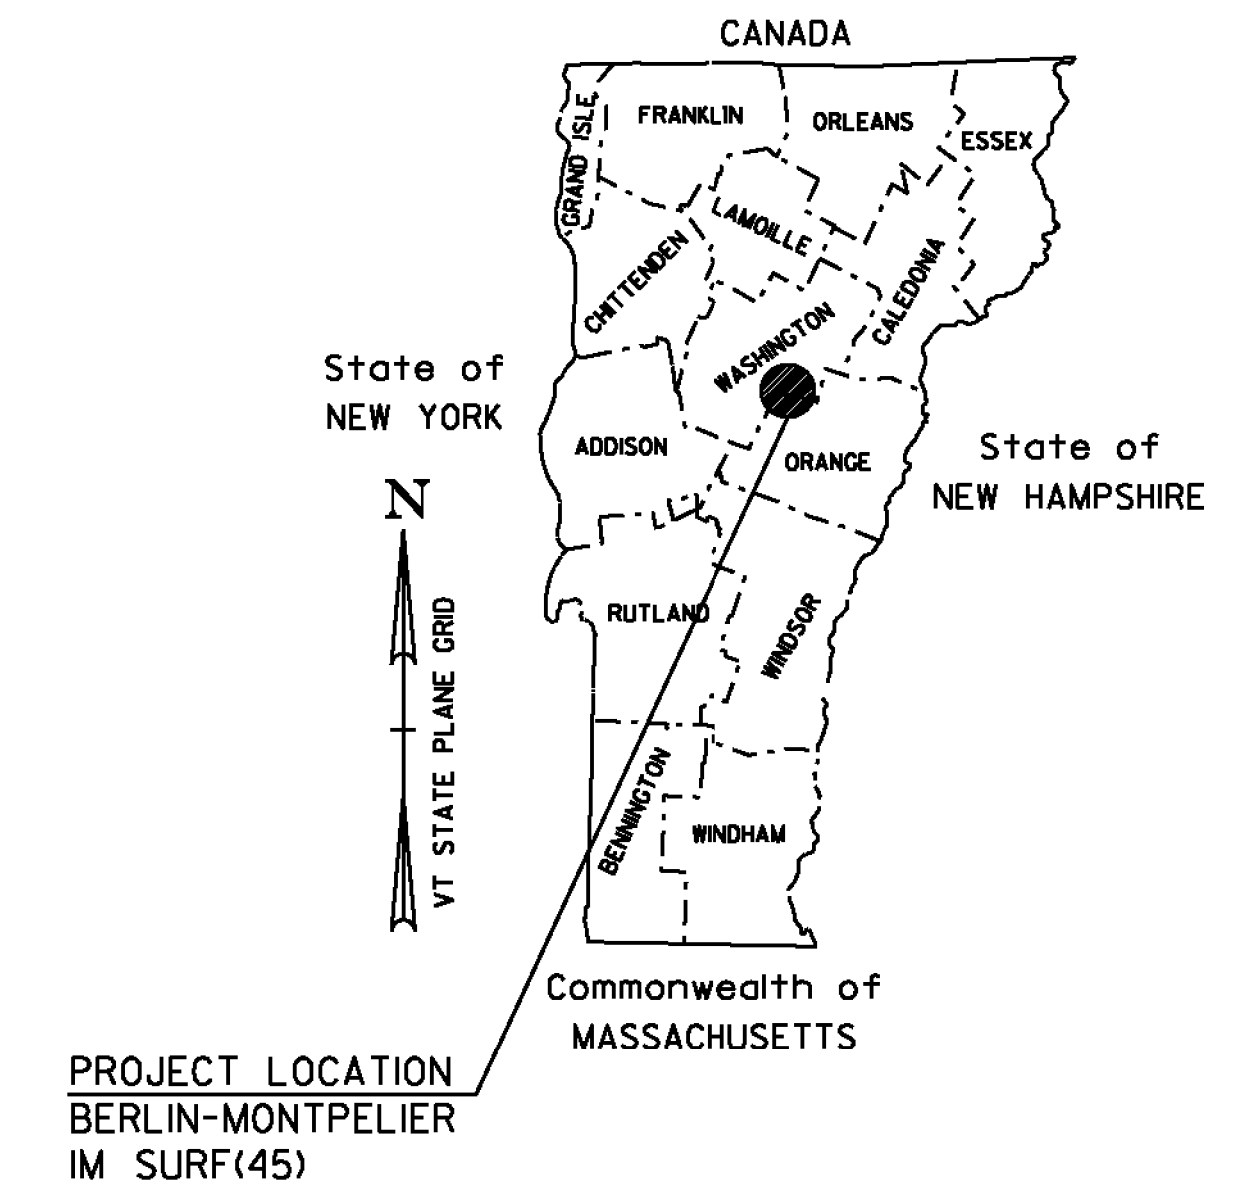 CANADA
FRANKLIN
ORLEANS
ESSEX
GRAND ISLE
LAMOILLE
CHITTENDEN
CALEDONIA
WASHINGTON
State of
NEW YORK
ADDISON
ORANGE
State of
NEW HAMPSHIRE
N
VT STATE PLANE GRID
RUTLAND
WINDSOR
BENNINGTON
WINDHAM
Commonwealth of
MASSACHUSETTS
PROJECT LOCATION
BERLIN-MONTPELIER
IM SURF(45)